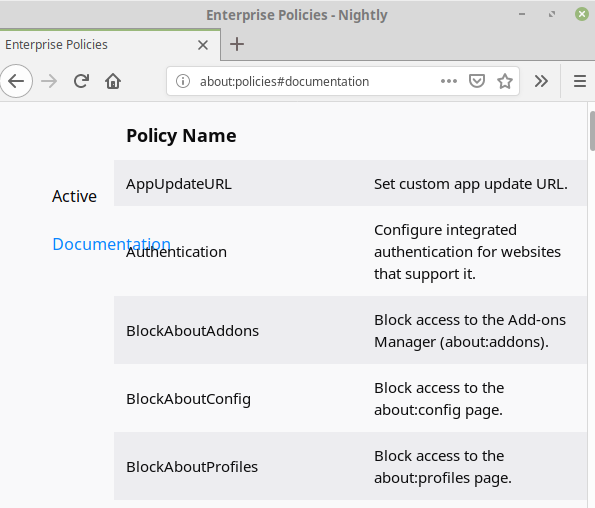 Enterprise Policies - Nightly
Enterprise Policies
about:policies#documentation
Policy Name
Active
Documentation
AppUpdateURL
Set custom app update URL.
Authentication
Configure integrated
authentication for websites
that support it.
BlockAboutAddons
Block access to the Add-ons
Manager (about:addons).
BlockAboutConfig
Block access to the
about:config page.
BlockAboutProfiles
Block access to the
about:profiles page.